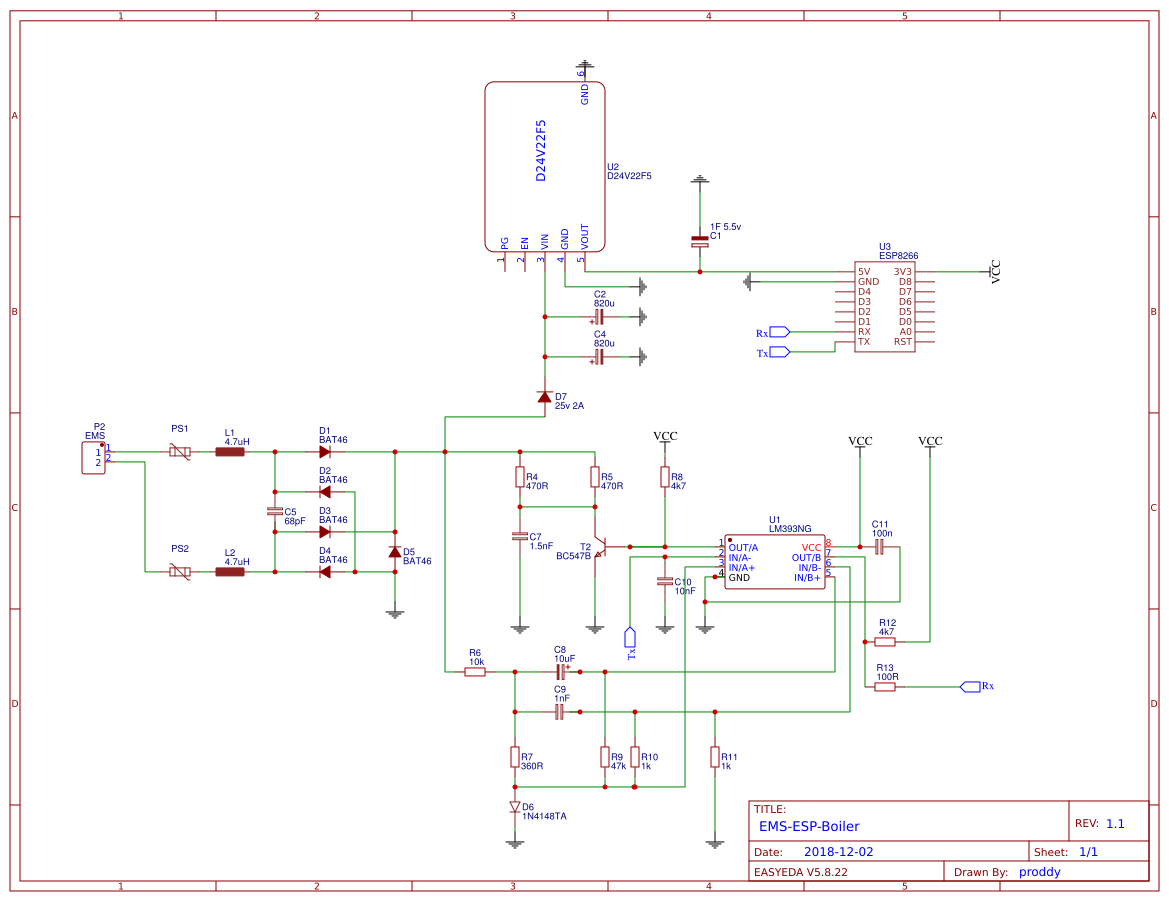 1 2 3 4 5
A A
B B
C C
D D
6
GND
D24V22F5
U2
D24V22F5
PG EN VIN GND VOUT
1 2 3 4 5
1F 5.5v
C1
C2
820u
C4
820u
D7
25v 2A
U3
ESP8266
5V 3V3
GND D8
D4 D7
D3 D6
D2 D5
D1 D0
RX A0
TX RST
VCC
Rx
Tx
P2
EMS
1 1
2 2
PS1
PS2
L1
4.7uH
L2
4.7uH
D1
BAT46
D2
BAT46
D3
BAT46
D4
BAT46
C5
68pF
D5
BAT46
R4
470R
R5
470R
C7
1.5nF
T2
BC547B
VCC
R8
4k7
C10
10nF
Tx
U1
LM393NG
1 OUT/A VCC 8
2 IN/A- OUT/B 7
3 IN/A+ IN/B- 6
4 GND IN/B+ 5
VCC
VCC
C11
100n
R12
4k7
R13
100R
Rx
R6
10k
C8
10uF
+
C9
1nF
R7
360R
R9
47k
R10
1k
R11
1k
D6
1N4148TA
TITLE:
EMS-ESP-Boiler
REV: 1.1
Date: 2018-12-02
Sheet: 1/1
EASYEDA V5.8.22
Drawn By: proddy
1 2 3 4 5